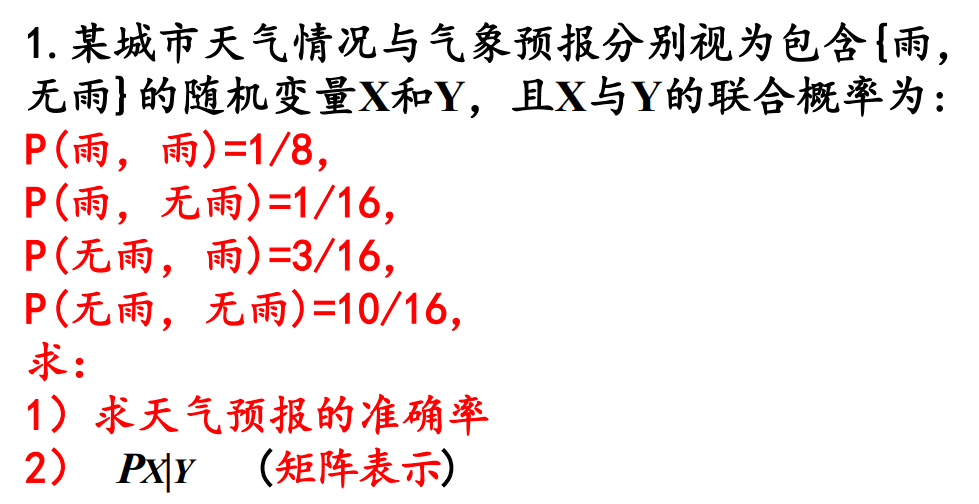 1.某城市天气情况与气象预报分别视为包含{雨，
无雨}的随机变量X和Y，且X与Y的联合概率为：
P(雨，雨)=1/8，
P(雨，无雨)=1/16，
P(无雨，雨)=3/16，
P(无雨，无雨)=10/16，
求：
1）求天气预报的准确率
2） PX|Y （矩阵表示）